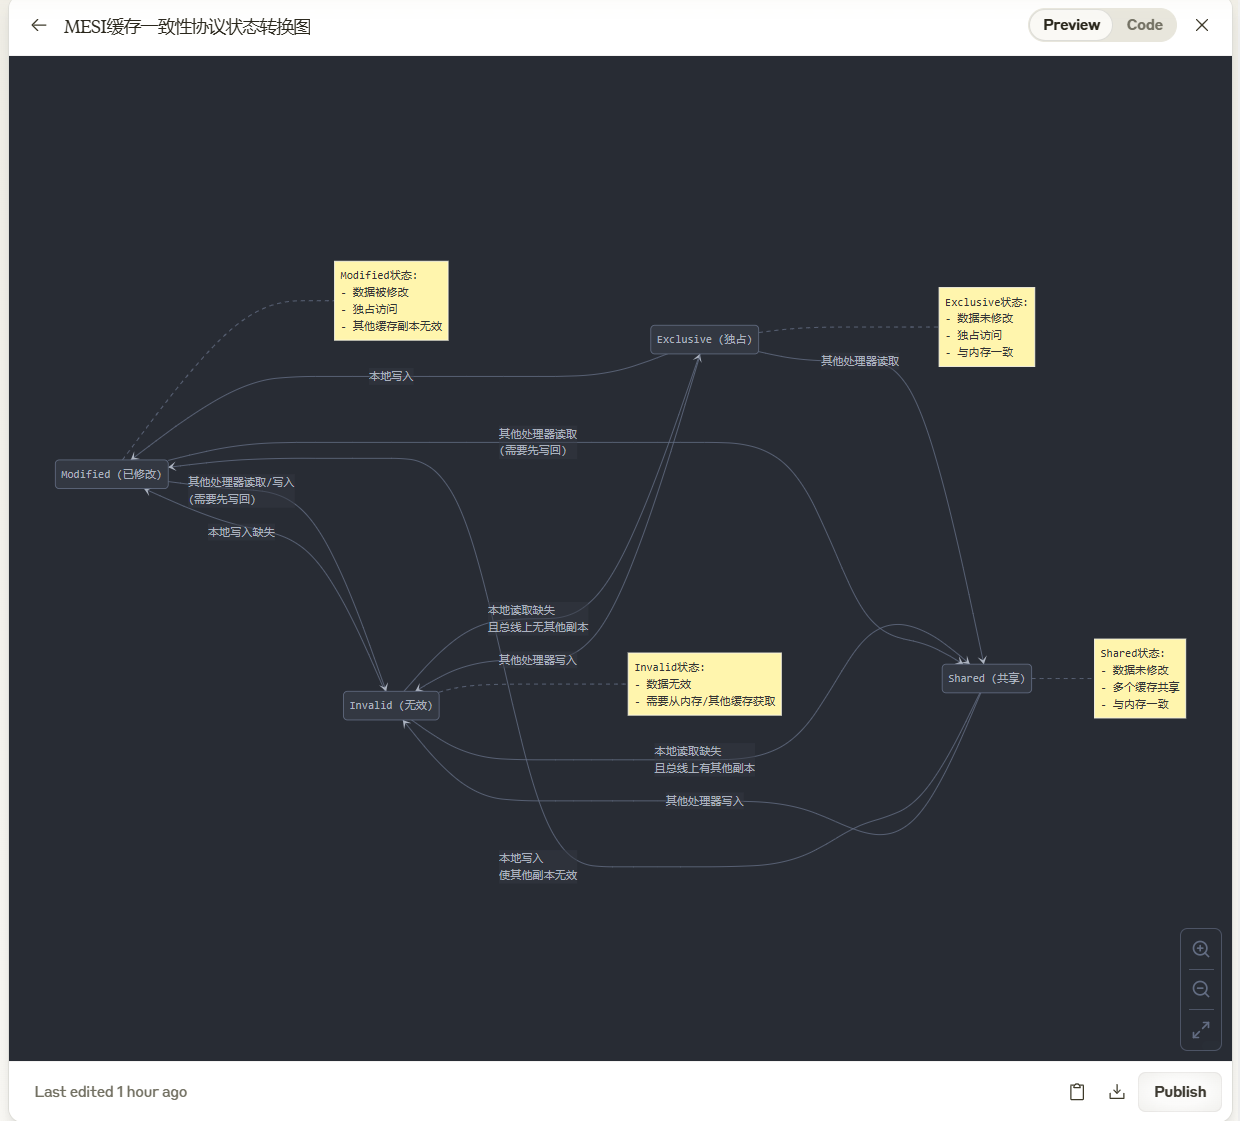 MESI缓存一致性协议状态转换图
Preview
Code
Modified状态:
- 数据被修改
- 独占访问
- 其他缓存副本无效
Exclusive状态:
- 数据未修改
- 独占访问
- 与内存一致
Exclusive (独占)
其他处理器读取
本地写入
其他处理器读取
(需要先写回)
Modified (已修改)
其他处理器读取/写入
(需要先写回)
本地写入缺失
本地读取缺失
且总线上无其他副本
其他处理器写入
Invalid状态:
- 数据无效
- 需要从内存/其他缓存获取
Shared状态:
- 数据未修改
- 多个缓存共享
- 与内存一致
Shared (共享)
Invalid (无效)
本地读取缺失
且总线上有其他副本
其他处理器写入
本地写入
使其他副本无效
Last edited 1 hour ago
Publish